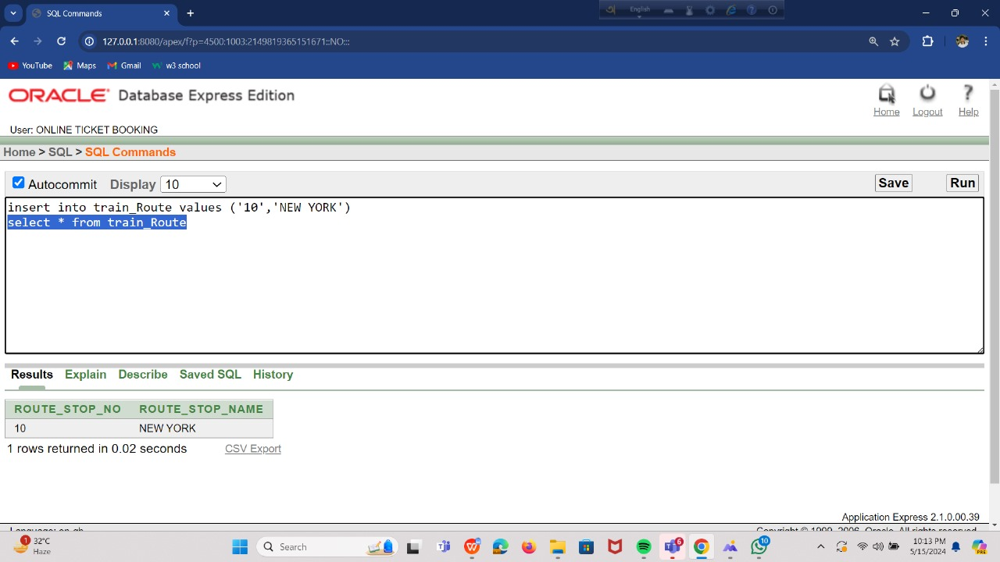 SQL Commands
English
127.0.0.1:8080/apex/f?p=4500:1003:2149819365151671::NO:::
YouTube Maps Gmail w3 school
ORACLE Database Express Edition
Home Logout Help
User: ONLINE TICKET BOOKING
Home > SQL > SQL Commands
Autocommit Display 10 Save Run
insert into train_Route values ('10','NEW YORK')
select * from train_Route
Results Explain Describe Saved SQL History
ROUTE_STOP_NO ROUTE_STOP_NAME
10 NEW YORK
1 rows returned in 0.02 seconds CSV Export
Application Express 2.1.0.00.39
Language: en-gb Copyright © 1999, 2006, Oracle. All rights reserved.
1 32°C
Haze
Search
6
10
10:13 PM
5/15/2024
PRE